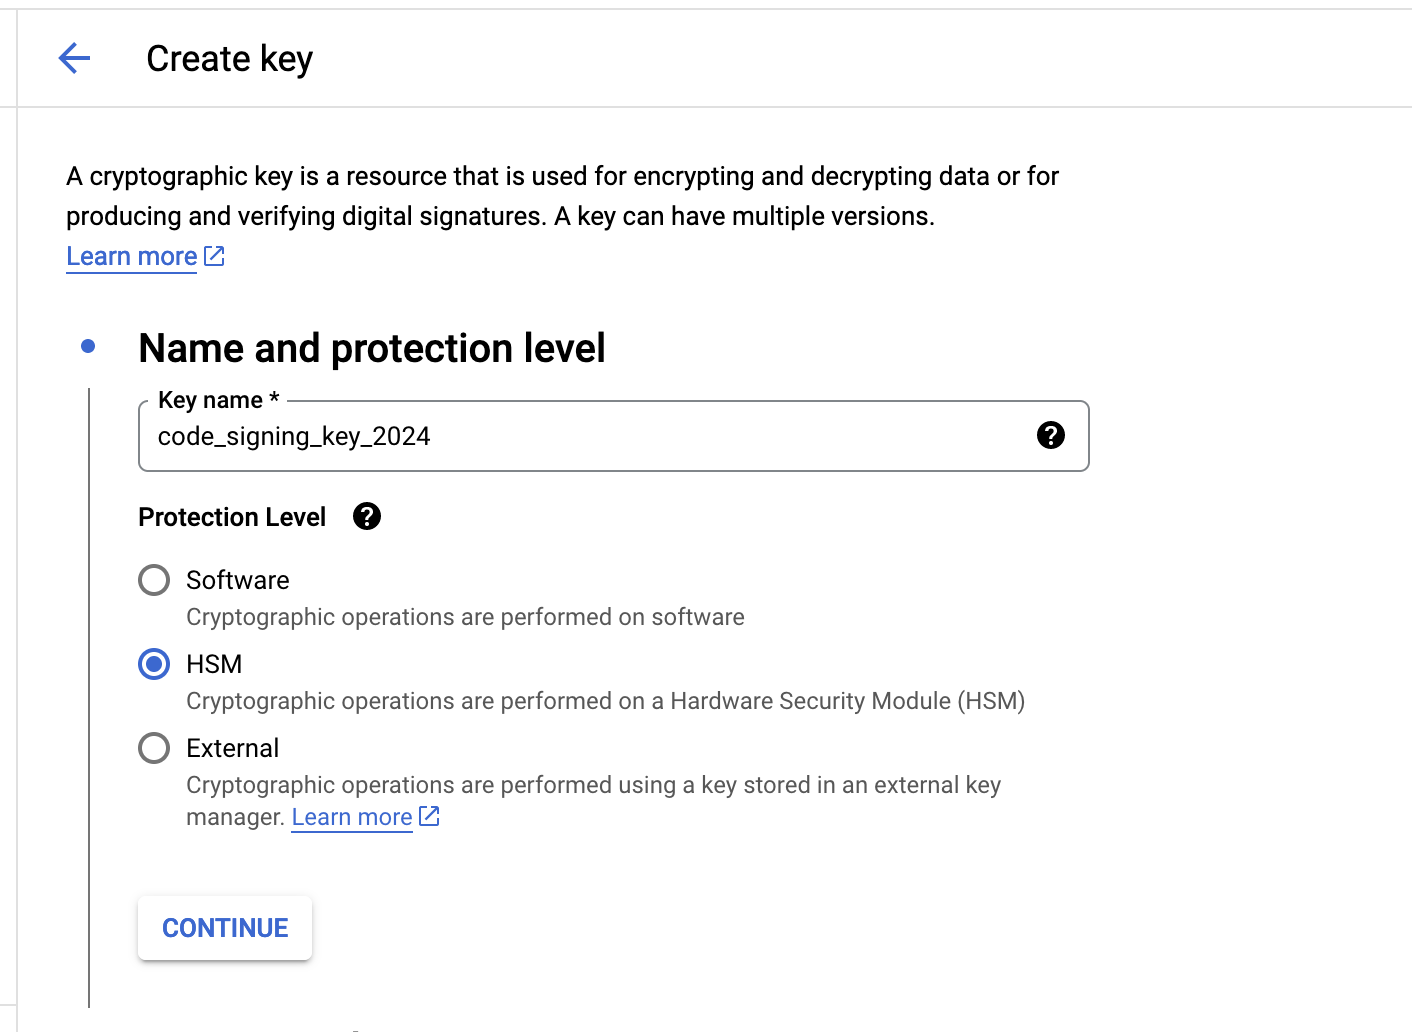 Create key
A cryptographic key is a resource that is used for encrypting and decrypting data or for
producing and verifying digital signatures. A key can have multiple versions.
Learn more
Name and protection level
Key name *
code_signing_key_2024
Protection Level
Software
Cryptographic operations are performed on software
HSM
Cryptographic operations are performed on a Hardware Security Module (HSM)
External
Cryptographic operations are performed using a key stored in an external key
manager. Learn more
CONTINUE